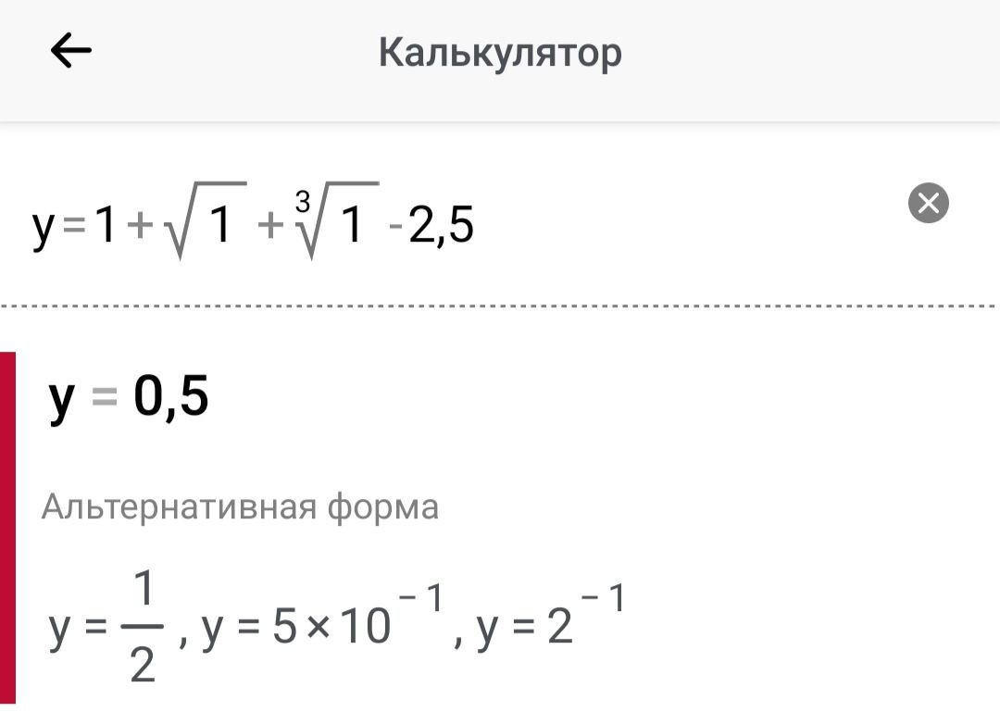 Калькулятор
y=1+√1 +∛1 -2,5
y = 0,5
Альтернативная форма
y = 1/2 , y = 5×10⁻¹ , y = 2⁻¹